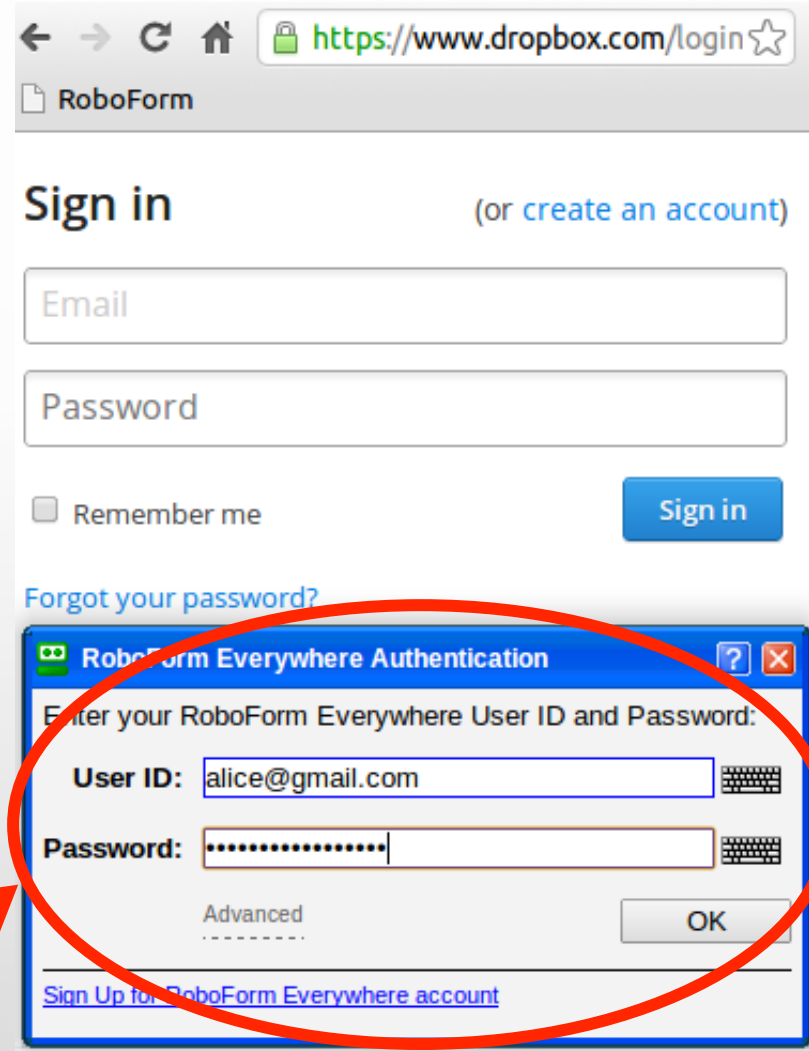 https://www.dropbox.com/login
RoboForm
Sign in (or create an account)
Email
Password
Remember me Sign in
Forgot your password?
RoboForm Everywhere Authentication ?
Enter your RoboForm Everywhere User ID and Password:
User ID: alice@gmail.com
Password: •••••••••••••••••
Advanced OK
Sign Up for RoboForm Everywhere account